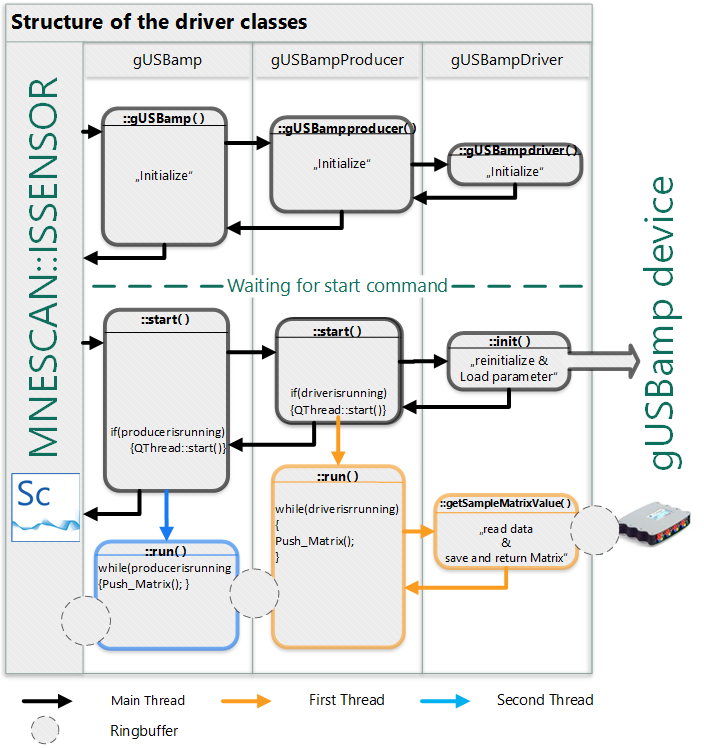 Structure of the driver classes
gUSBamp
gUSBampProducer
gUSBampDriver
MNESCAN::ISSENSOR
::gUSBamp()
„Initialize“
::gUSBampproducer()
„Initialize“
::gUSBampdriver()
„Initialize“
Waiting for start command
gUSBamp device
::start()
if(producerisrunning)
{QThread::start()}
::start()
if(driverisrunning)
{QThread::start()}
::init()
„reinitialize &
Load parameter“
Sc
::run()
while(producerisrunning
{Push_Matrix(); }
::run()
while(driverisrrunning)
{
Push_Matrix();
}
::getSampleMatrixValue()
„read data
&
save and return Matrix“
Main Thread
First Thread
Second Thread
Ringbuffer